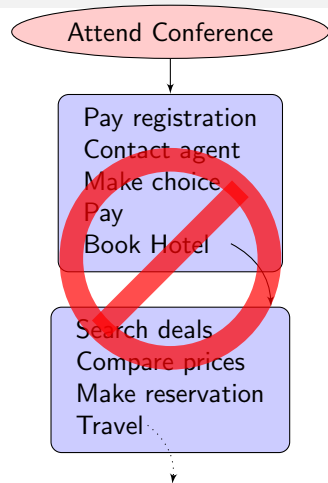 Attend Conference
Pay registration
Contact agent
Make choice
Pay
Book Hotel
Search deals
Compare prices
Make reservation
Travel